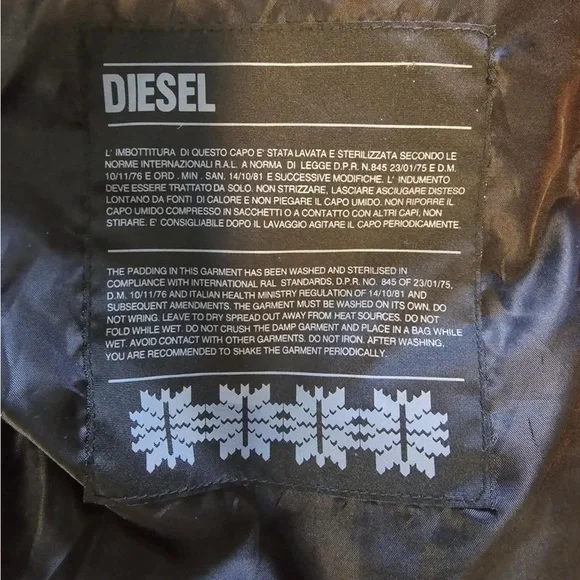 DIESEL
L' IMBOTTITURA DI QUESTO CAPO E' STATA LAVATA E STERILIZZATA SECONDO LE
NORME INTERNAZIONALI R.A.L. A NORMA DI LEGGE D.P.R. N.845 23/01/75 E D.M.
10/11/76 E ORD . MIN . SAN. 14/10/81 E SUCCESSIVE MODIFICHE. L' INDUMENTO
DEVE ESSERE TRATTATO DA SOLO. NON STRIZZARE, LASCIARE ASCIUGARE DISTESO
LONTANO DA FONTI DI CALORE E NON PIEGARE IL CAPO UMIDO. NON RIPORRE IL
CAPO UMIDO COMPRESSO IN SACCHETTI O A CONTATTO CON ALTRI CAPI, NON
STIRARE. E' CONSIGLIABILE DOPO IL LAVAGGIO AGITARE IL CAPO PERIODICAMENTE.
THE PADDING IN THIS GARMENT HAS BEEN WASHED AND STERILISED IN
COMPLIANCE WITH INTERNATIONAL RAL STANDARDS, D.P.R. NO. 845 OF 23/01/75,
D.M. 10/11/76 AND ITALIAN HEALTH MINISTRY REGULATION OF 14/10/81 AND
SUBSEQUENT AMENDMENTS. THE GARMENT MUST BE WASHED ON ITS OWN. DO
NOT WRING. LEAVE TO DRY SPREAD OUT AWAY FROM HEAT SOURCES. DO NOT
FOLD WHILE WET. DO NOT CRUSH THE DAMP GARMENT AND PLACE IN A BAG WHILE
WET. AVOID CONTACT WITH OTHER GARMENTS. DO NOT IRON. AFTER WASHING,
YOU ARE RECOMMENDED TO SHAKE THE GARMENT PERIODICALLY.